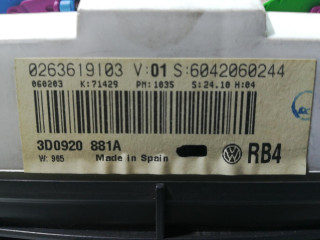 0263619103 V:01 S:6042060244
060203 K:71429 PM:1035 S:24.10 H:04
3D0920 881A
W: 965 Made in Spain RB4